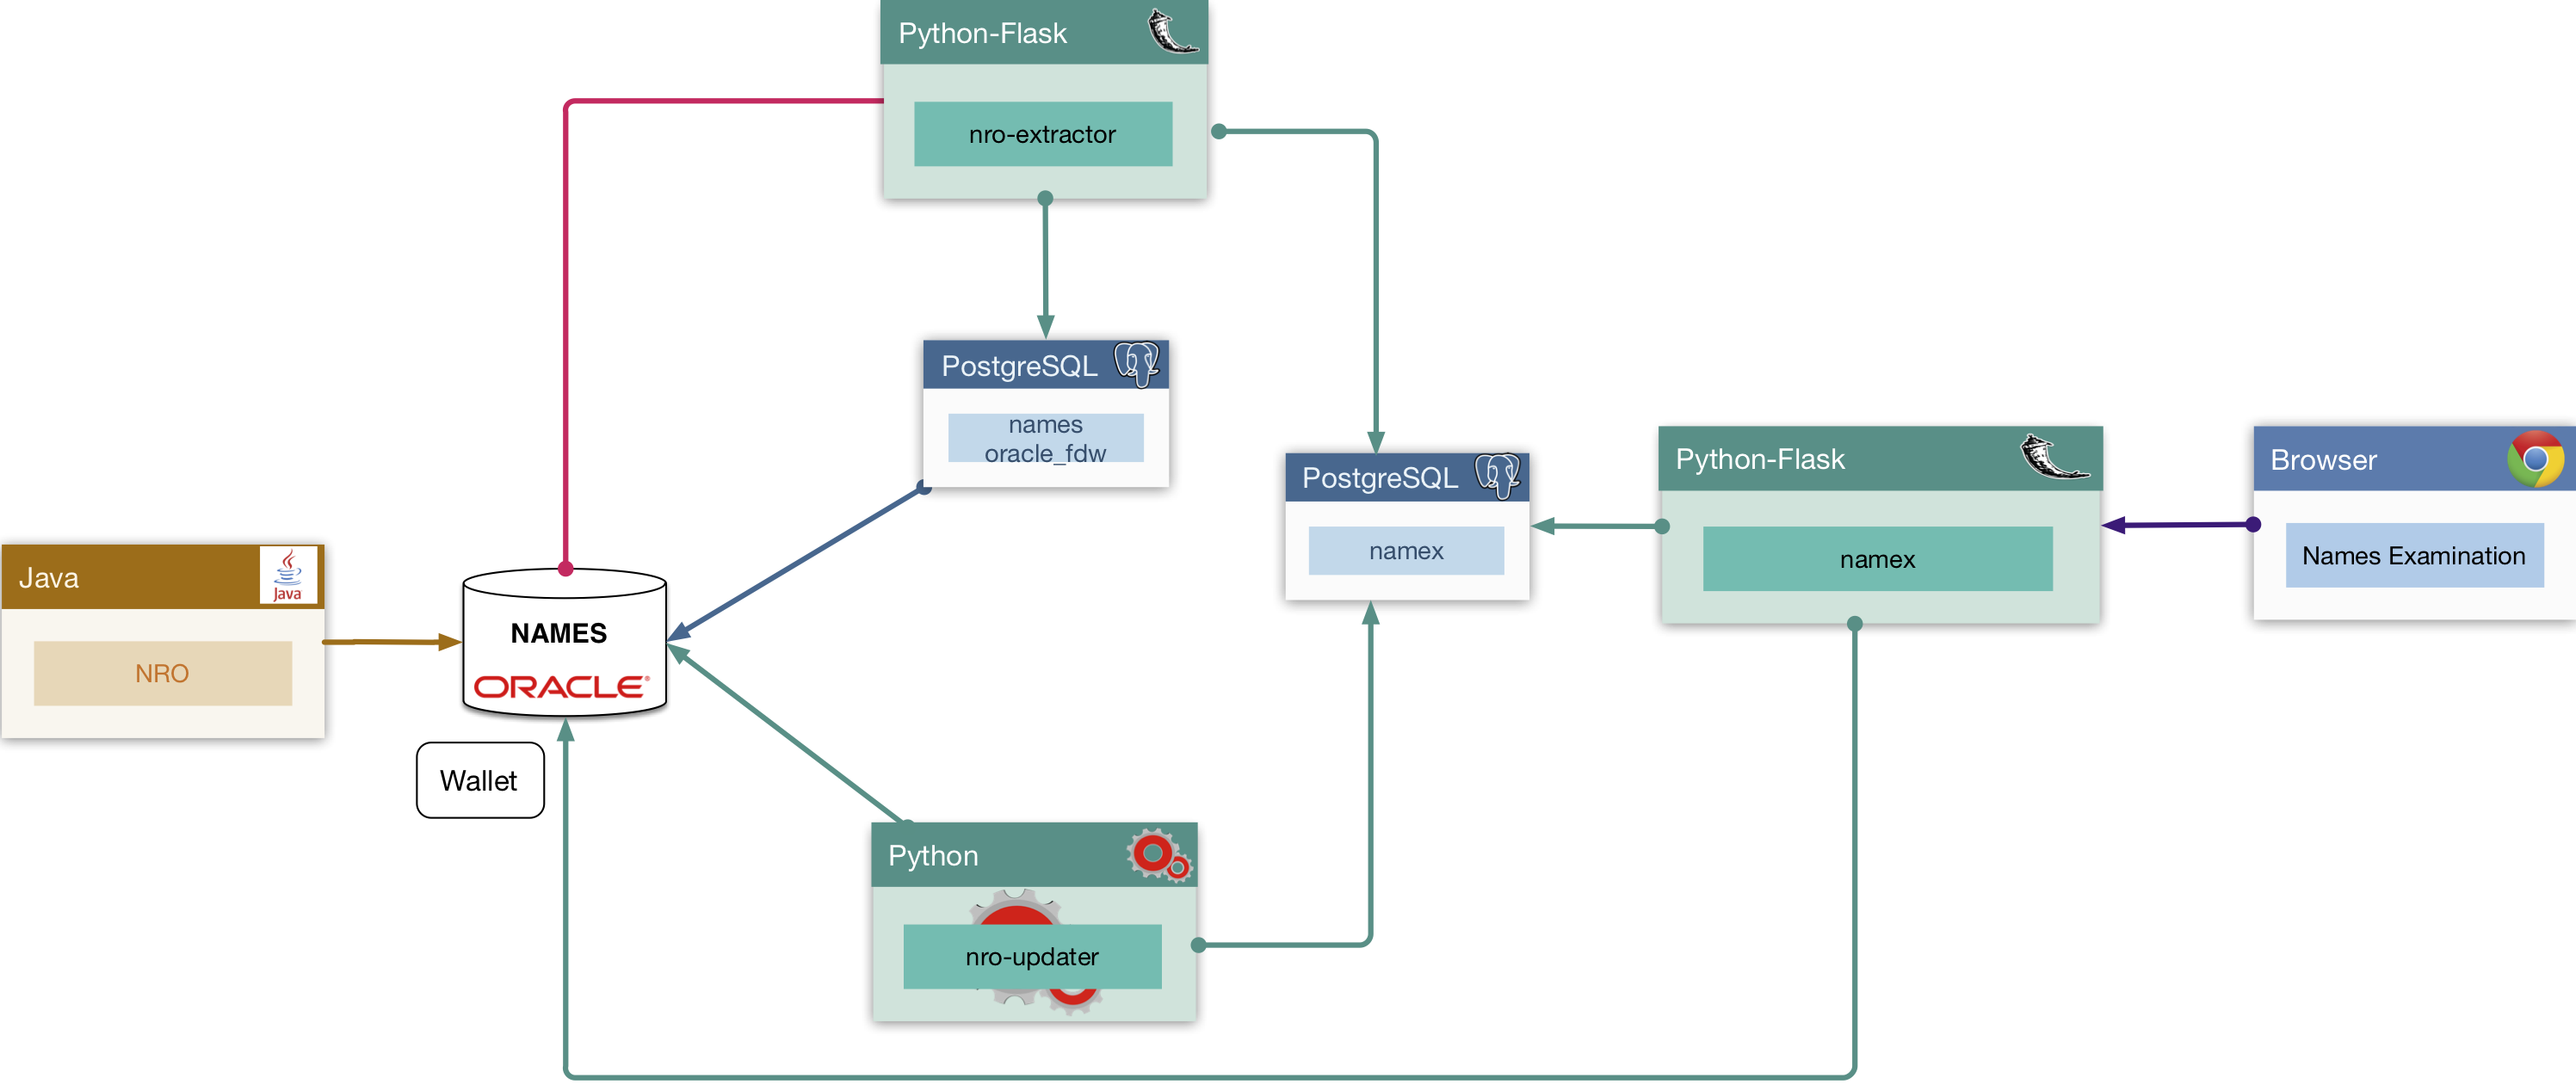 Python-Flask
nro-extractor
PostgreSQL
names
oracle_fdw
PostgreSQL
namex
Python-Flask
namex
Browser
Names Examination
Java
Java
NRO
NAMES
ORACLE®
Wallet
Python
nro-updater